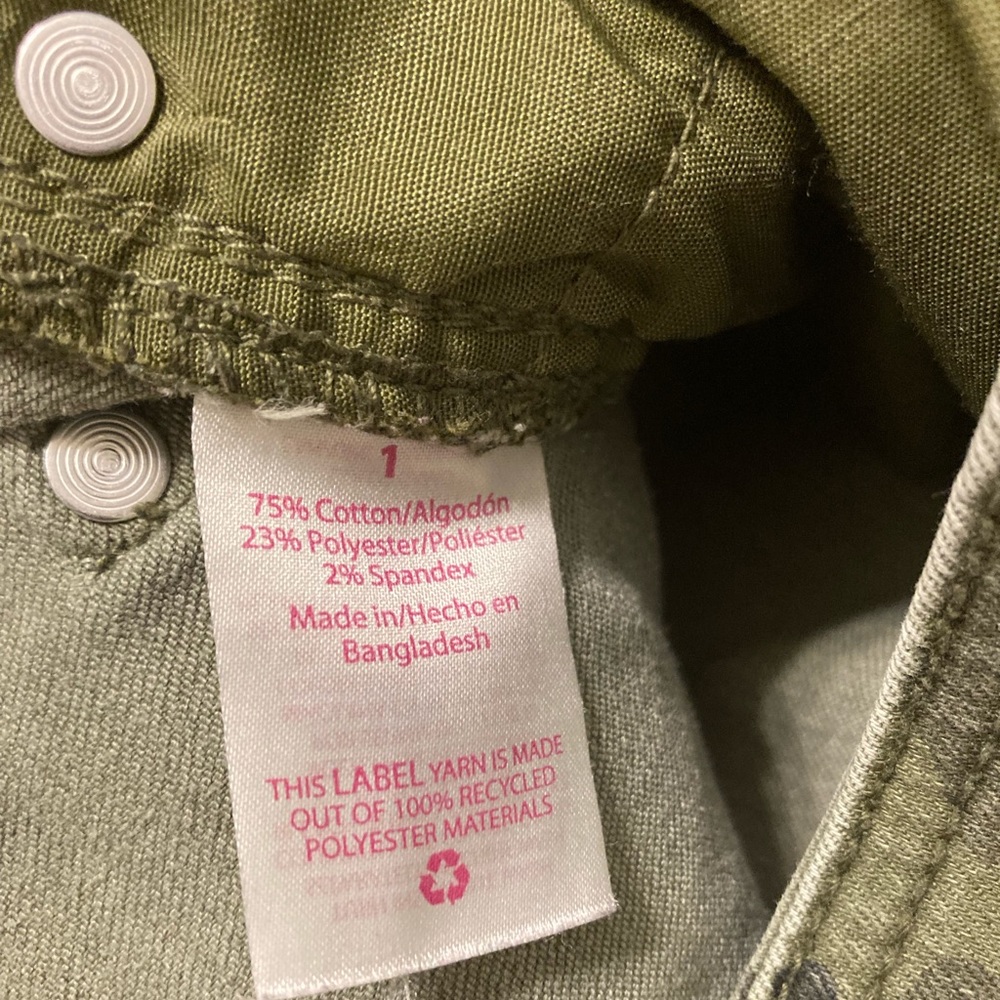 1
75% Cotton/Algodón
23% Polyester/Poliéster
2% Spandex
Made in/Hecho en
Bangladesh
THIS LABEL YARN IS MADE
OUT OF 100% RECYCLED
POLYESTER MATERIALS